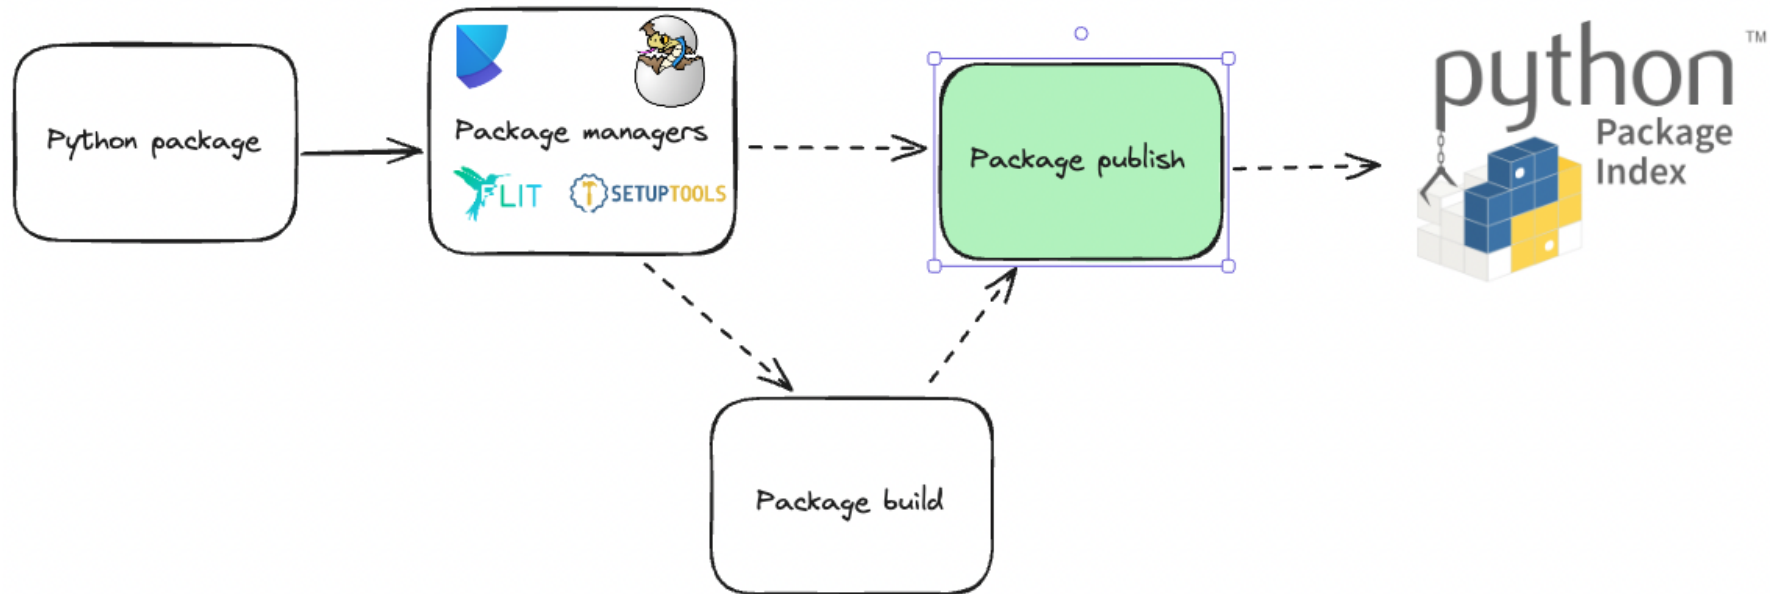 Python package
Package managers
FLIT
SETUPTOOLS
Package publish
python
TM
Package
Index
Package build